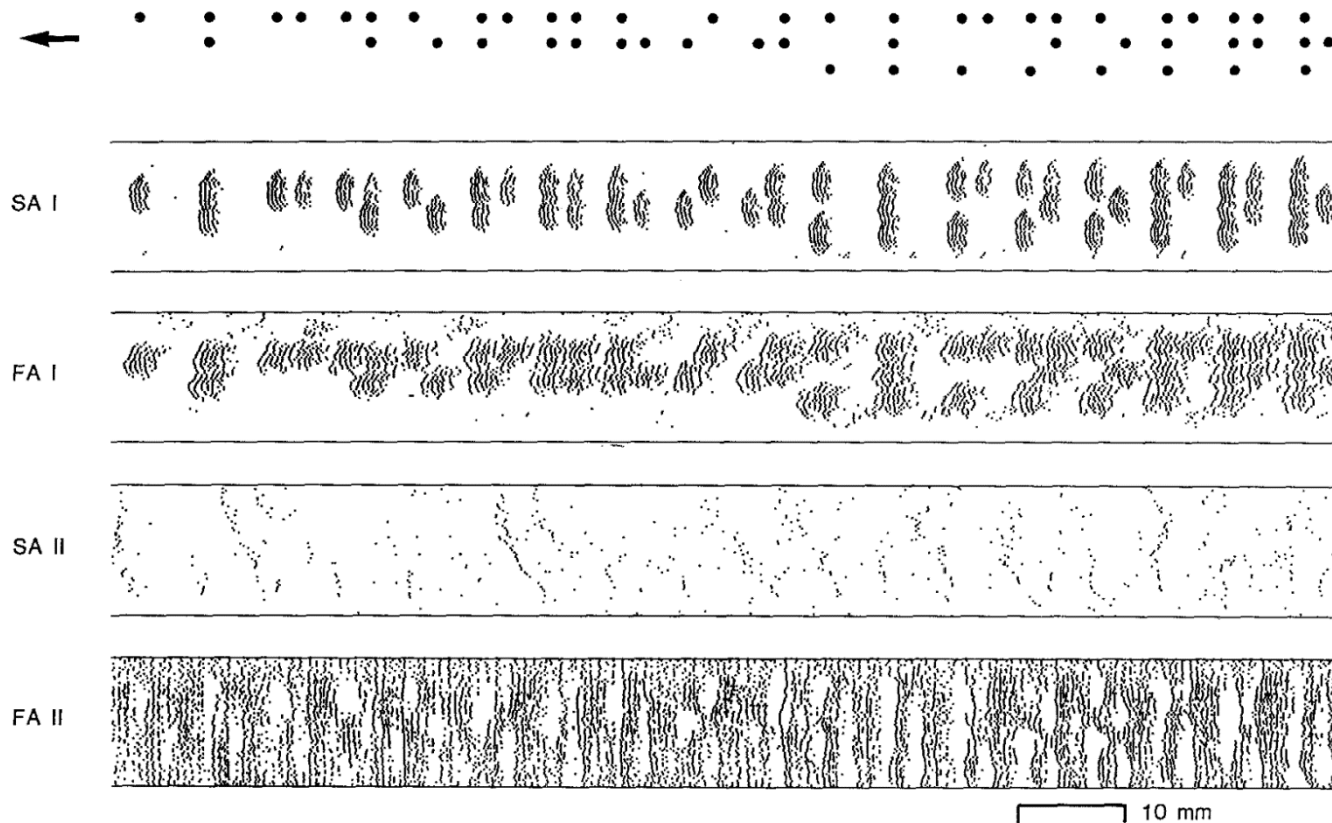 ⠁ ⠃ ⠉ ⠙ ⠑ ⠋ ⠛ ⠓ ⠊ ⠚ ⠅ ⠇ ⠍ ⠝ ⠕ ⠏ ⠟ ⠗
SA I
FA I
SA II
FA II
10 mm